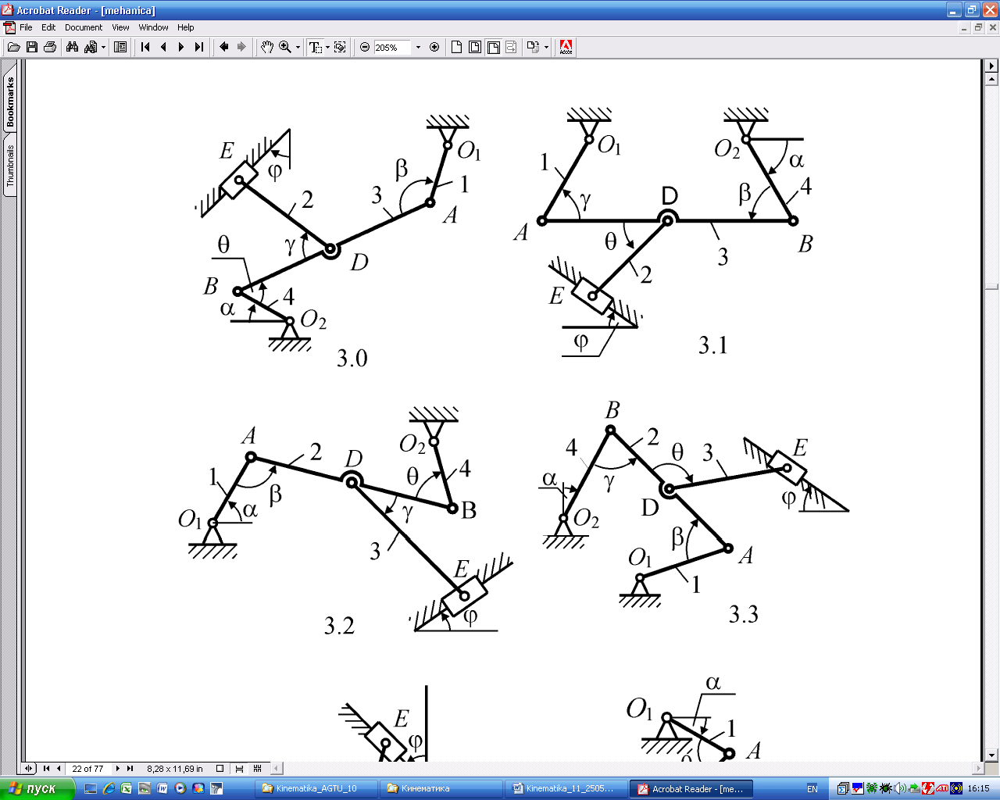 Acrobat Reader - [mehanica]
File Edit Document View Window Help
205%
Adobe
Bookmarks
Thumbnails
E φ O1 β 1 3 A 2 γ D θ B α 4 O2
3.0
O1 O2 α 1 γ D β 4 A θ 3 B 2 E φ
3.1
A 2 D O2 θ 4 1 β γ B O1 α 3 E φ
3.2
B 2 4 θ 3 E α γ D φ O2 β O1 A 1
3.3
E φ
α O1 1 A
22 of 77 8,28 x 11,69 in
пуск Kinematika_AGTU_10 Кинематика Kinematika_11_2505... Acrobat Reader - [me... EN 16:15